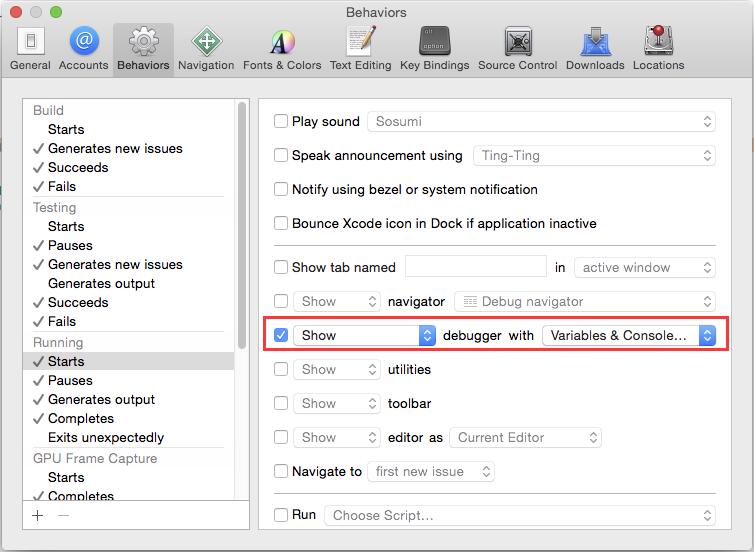 Behaviors
General Accounts Behaviors Navigation Fonts & Colors Text Editing Key Bindings Source Control Downloads Locations
alt
option
Build
Starts
Generates new issues
Succeeds
Fails
Testing
Starts
Pauses
Generates new issues
Generates output
Succeeds
Fails
Running
Starts
Pauses
Generates output
Completes
Exits unexpectedly
GPU Frame Capture
Starts
Completes
Play sound Sosumi
Speak announcement using Ting-Ting
Notify using bezel or system notification
Bounce Xcode icon in Dock if application inactive
Show tab named in active window
Show navigator Debug navigator
Show debugger with Variables & Console...
Show utilities
Show toolbar
Show editor as Current Editor
Navigate to first new issue
Run Choose Script...